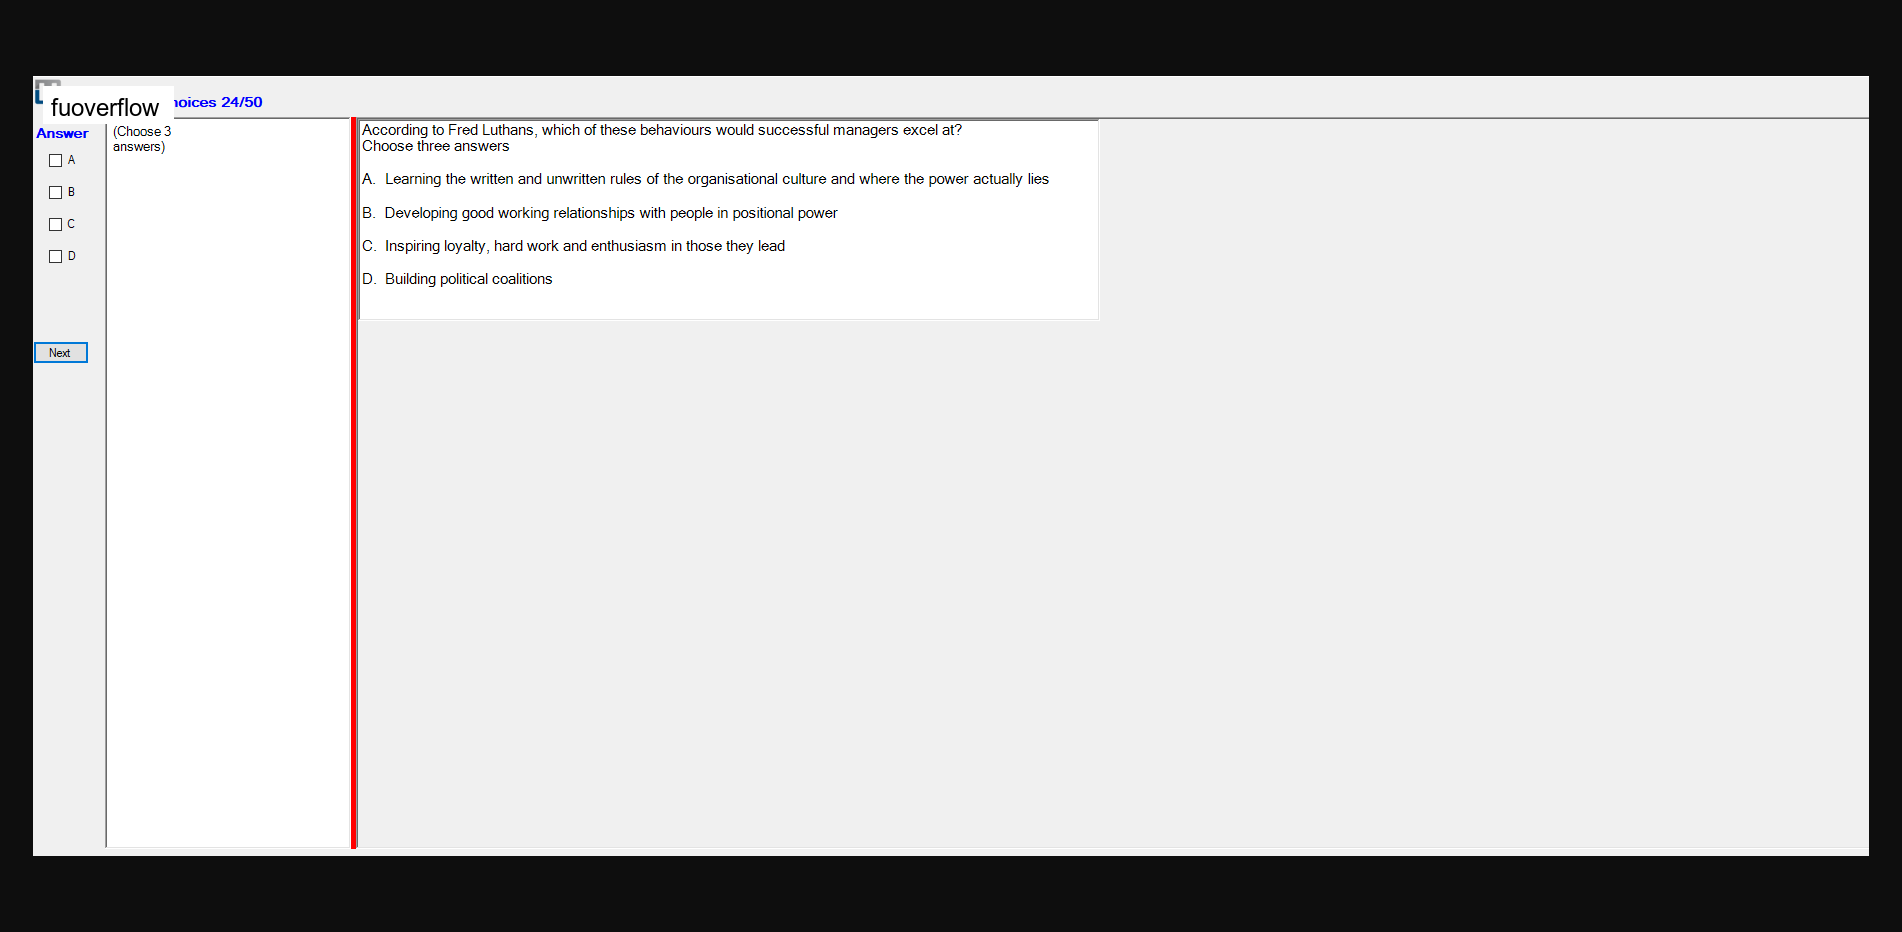 fuoverflow
hoices 24/50
Answer
(Choose 3
answers)
A
B
C
D
Next
According to Fred Luthans, which of these behaviours would successful managers excel at?
Choose three answers
A. Learning the written and unwritten rules of the organisational culture and where the power actually lies
B. Developing good working relationships with people in positional power
C. Inspiring loyalty, hard work and enthusiasm in those they lead
D. Building political coalitions